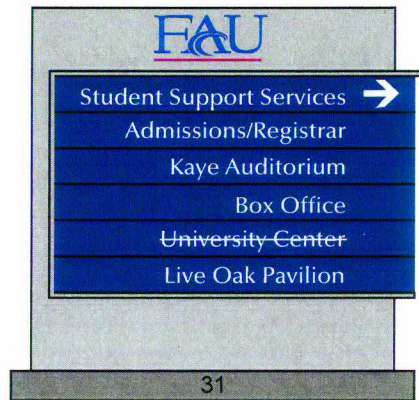 FAU
Student Support Services →
Admissions/Registrar
Kaye Auditorium
Box Office
University Center
Live Oak Pavilion
31